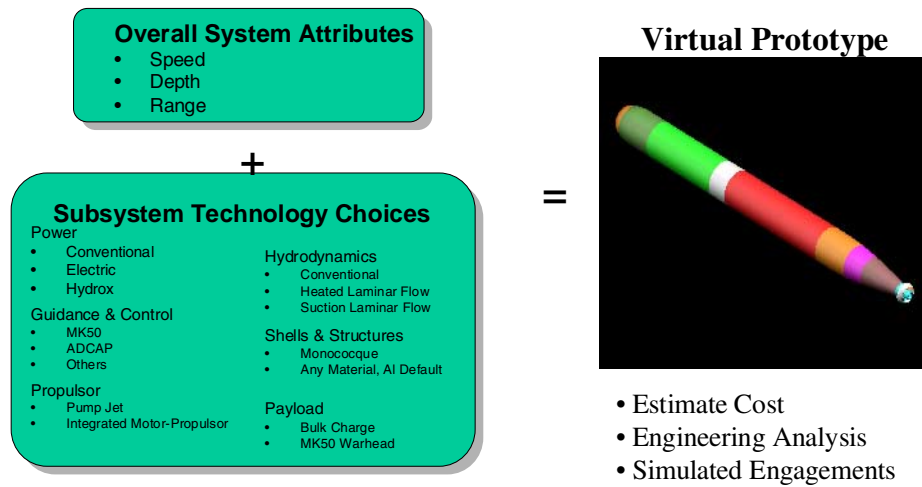 Overall System Attributes
• Speed
• Depth
• Range
+
Subsystem Technology Choices
Power
• Conventional
• Electric
• Hydrox
Guidance & Control
• MK50
• ADCAP
• Others
Propulsor
• Pump Jet
• Integrated Motor-Propulsor
Hydrodynamics
• Conventional
• Heated Laminar Flow
• Suction Laminar Flow
Shells & Structures
• Monococque
• Any Material, Al Default
Payload
• Bulk Charge
• MK50 Warhead
=
Virtual Prototype
• Estimate Cost
• Engineering Analysis
• Simulated Engagements